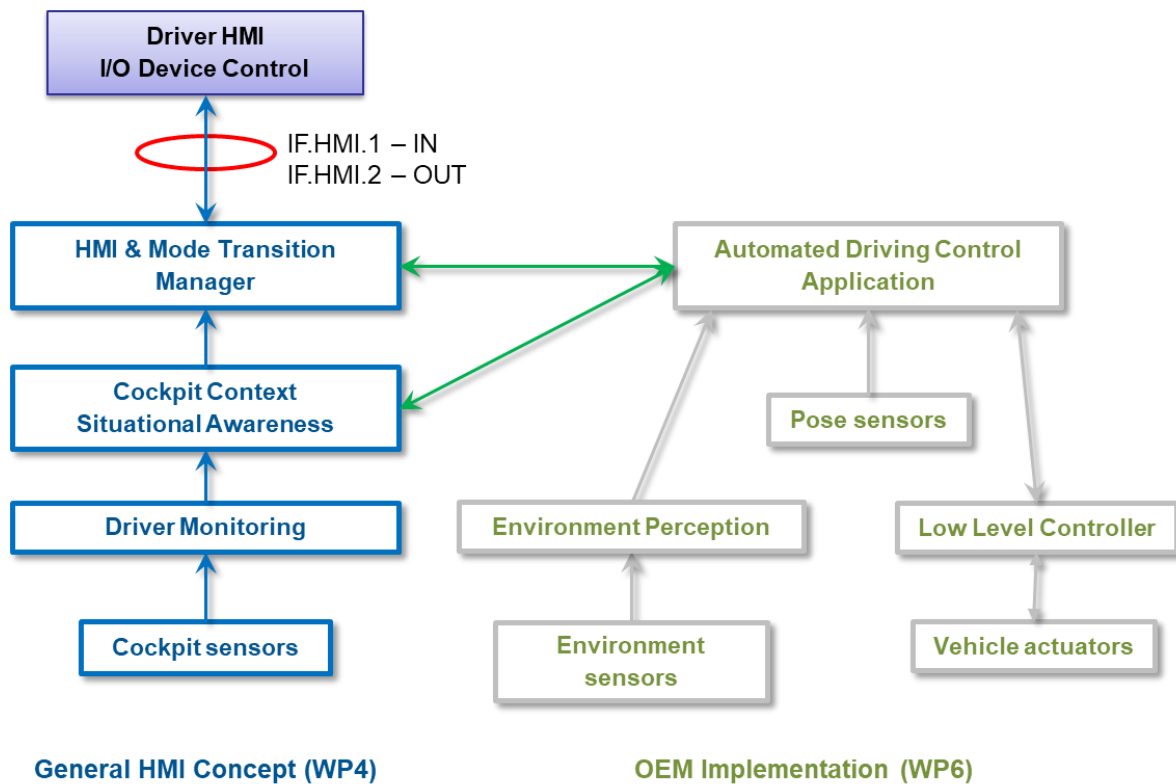 Driver HMI
I/O Device Control
IF.HMI.1 – IN
IF.HMI.2 – OUT
HMI & Mode Transition
Manager
Automated Driving Control
Application
Cockpit Context
Situational Awareness
Pose sensors
Driver Monitoring
Environment Perception
Low Level Controller
Cockpit sensors
Environment
sensors
Vehicle actuators
General HMI Concept (WP4)
OEM Implementation (WP6)